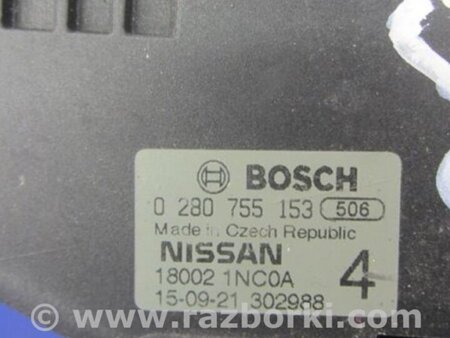 BOSCH
0 280 755 153 506
Made in Czech Republic
NISSAN
18002 1NC0A 4
15-09-21 302988
© www.razborki.com